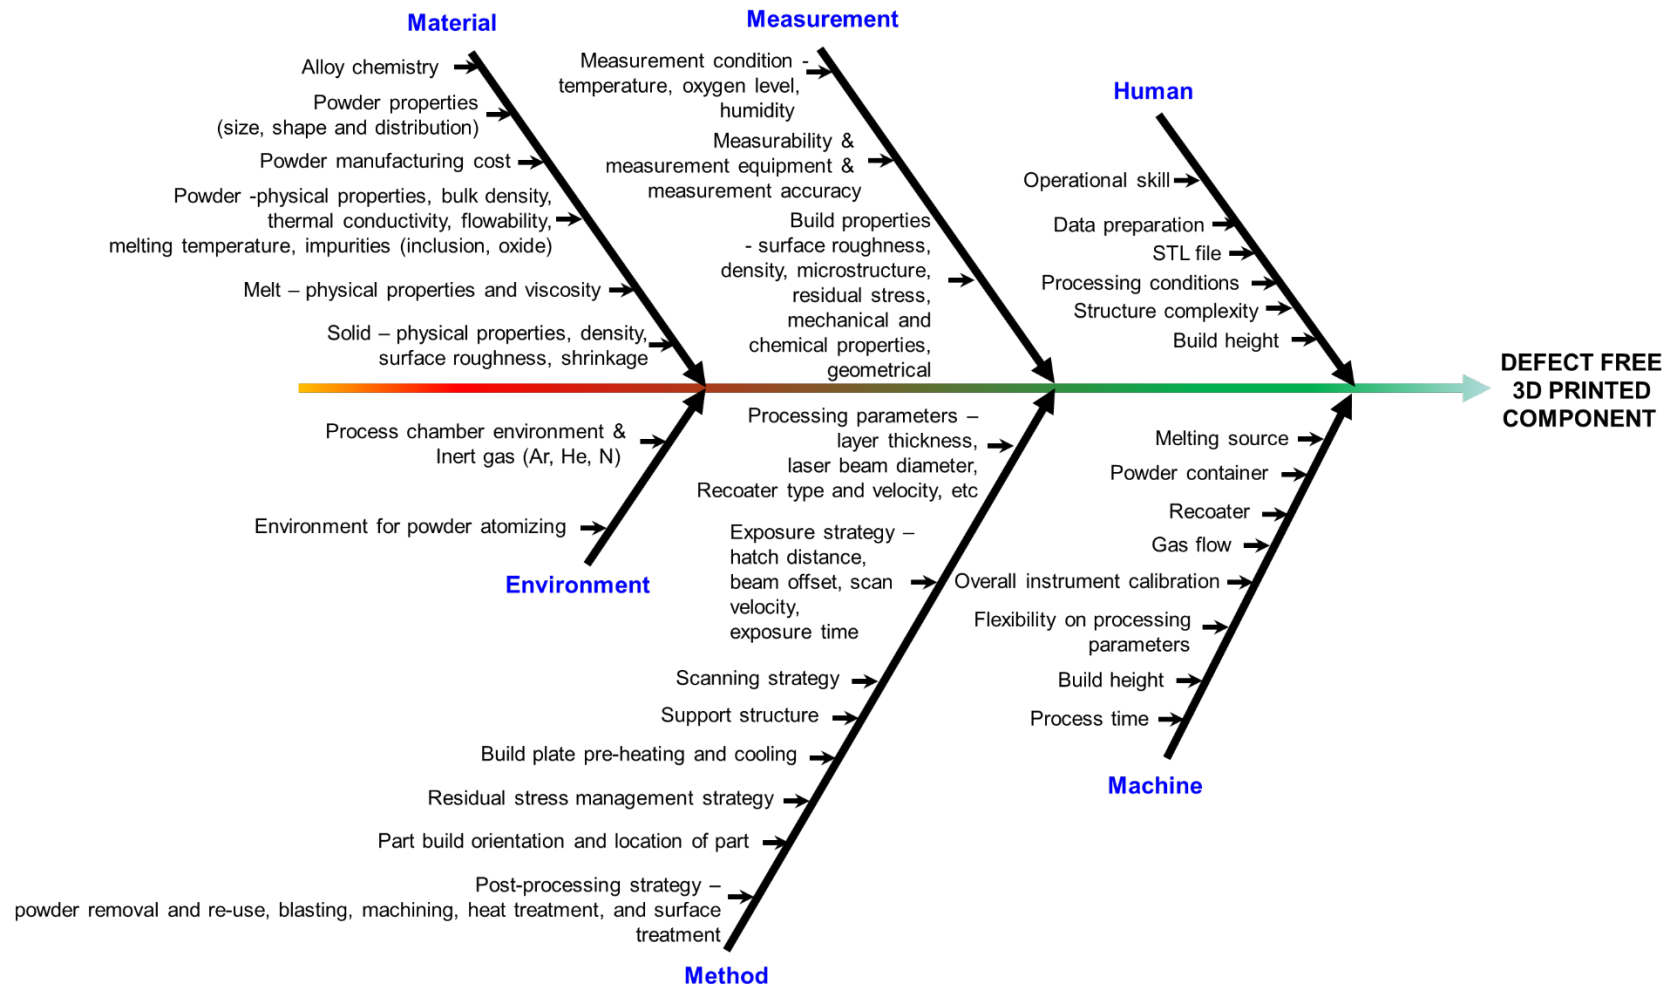 Material
Alloy chemistry
Powder properties
(size, shape and distribution)
Powder manufacturing cost
Powder -physical properties, bulk density,
thermal conductivity, flowability,
melting temperature, impurities (inclusion, oxide)
Melt – physical properties and viscosity
Solid – physical properties, density,
surface roughness, shrinkage
Measurement
Measurement condition -
temperature, oxygen level,
humidity
Measurability &
measurement equipment &
measurement accuracy
Build properties
- surface roughness,
density, microstructure,
residual stress,
mechanical and
chemical properties,
geometrical
Human
Operational skill
Data preparation
STL file
Processing conditions
Structure complexity
Build height
DEFECT FREE
3D PRINTED
COMPONENT
Process chamber environment &
Inert gas (Ar, He, N)
Environment for powder atomizing
Environment
Processing parameters –
layer thickness,
laser beam diameter,
Recoater type and velocity, etc
Exposure strategy –
hatch distance,
beam offset, scan
velocity,
exposure time
Scanning strategy
Support structure
Build plate pre-heating and cooling
Residual stress management strategy
Part build orientation and location of part
Post-processing strategy –
powder removal and re-use, blasting, machining, heat treatment, and surface
treatment
Method
Melting source
Powder container
Recoater
Gas flow
Overall instrument calibration
Flexibility on processing
parameters
Build height
Process time
Machine